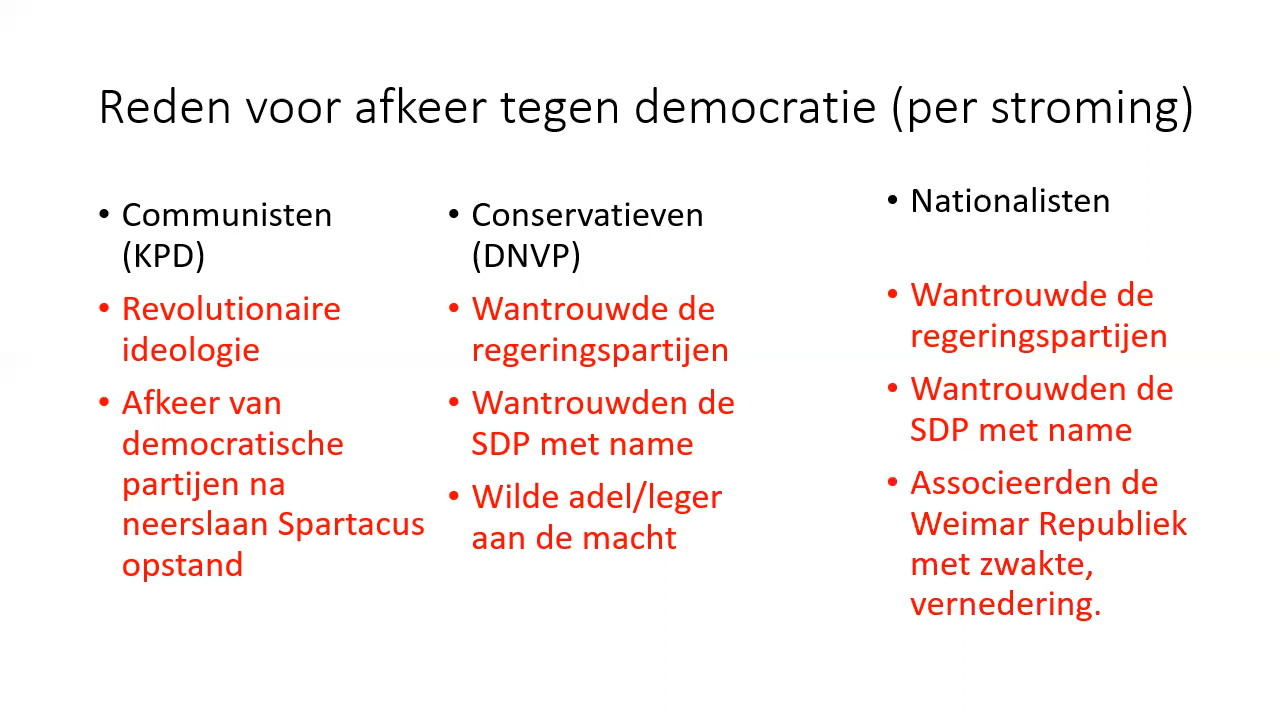 Reden voor afkeer tegen democratie (per stroming)
• Communisten
(KPD)
• Revolutionaire
ideologie
• Afkeer van
democratische
partijen na
neerslaan Spartacus
opstand
• Conservatieven
(DNVP)
• Wantrouwde de
regeringspartijen
• Wantrouwden de
SDP met name
• Wilde adel/leger
aan de macht
• Nationalisten
• Wantrouwde de
regeringspartijen
• Wantrouwden de
SDP met name
• Associeerden de
Weimar Republiek
met zwakte,
vernedering.